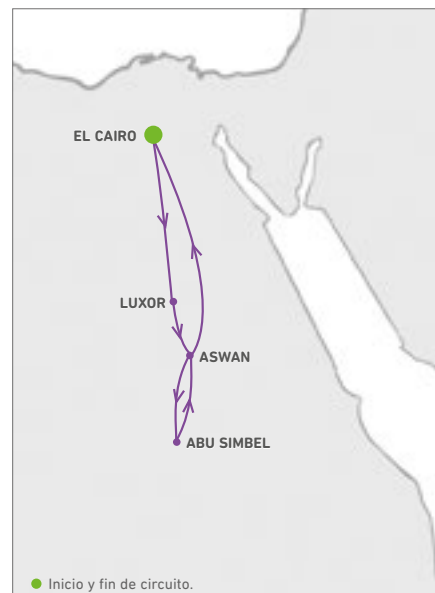 EL CAIRO
LUXOR
ASWAN
ABU SIMBEL
Inicio y fin de circuito.